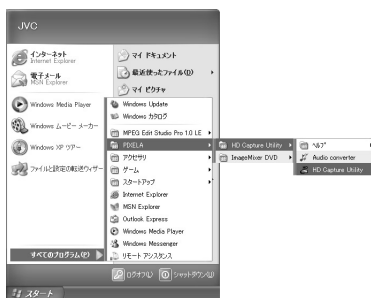 JVC
インターネット
Internet Explorer
電子メール
MSN Explorer
Windows Media Player
Windows ムービー メーカー
Windows XP ツアー
ファイルと設定の転送ウィザー
すべてのプログラム(P)
マイ ドキュメント
最近使ったファイル(D)
マイ ピクチャ
Windows Update
Windows カタログ
MPEG Edit Studio Pro 1.0 LE
PIXELA
アクセサリ
ゲーム
スタートアップ
Internet Explorer
MSN Explorer
Outlook Express
Windows Media Player
Windows Messenger
リモート アシスタンス
HD Capture Utility
ImageMixer DVD
ヘルプ
Audio converter
HD Capture Utility
ログオフ(L)
シャットダウン(U)
スタート